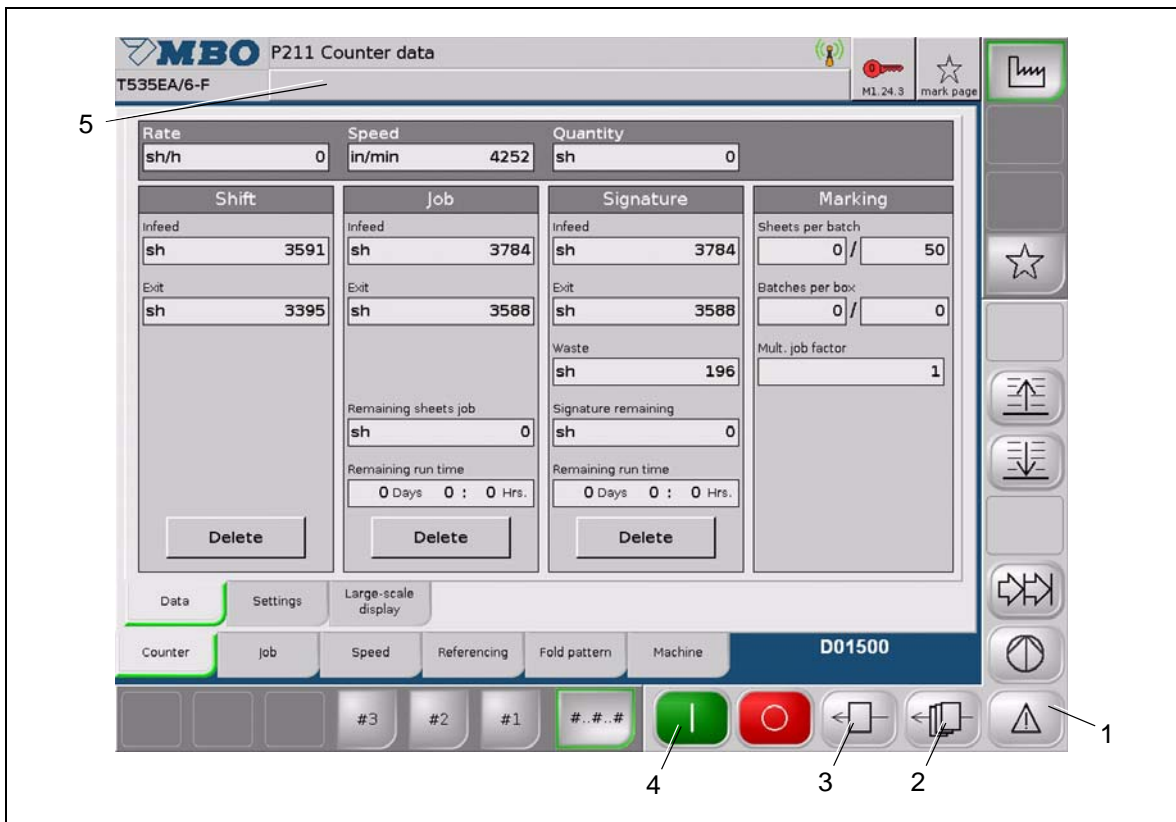 MBO P211 Counter data
M1.24.3 mark page
T535EA/6-F
5
Rate Speed Quantity
sh/h 0 in/min 4252 sh 0
Shift Job Signature Marking
Infeed Infeed Infeed Sheets per batch
sh 3591 sh 3784 sh 3784 0 / 50
Exit Exit Exit Batches per box
sh 3395 sh 3588 sh 3588 0 / 0
Waste Mult. job factor
sh 196 1
Remaining sheets job Signature remaining
sh 0 sh 0
Remaining run time Remaining run time
0 Days 0 : 0 Hrs. 0 Days 0 : 0 Hrs.
Delete Delete Delete
Data Settings Large-scale
display
Counter Job Speed Referencing Fold pattern Machine D01500
#3 #2 #1 #..#..#
1
4 3 2